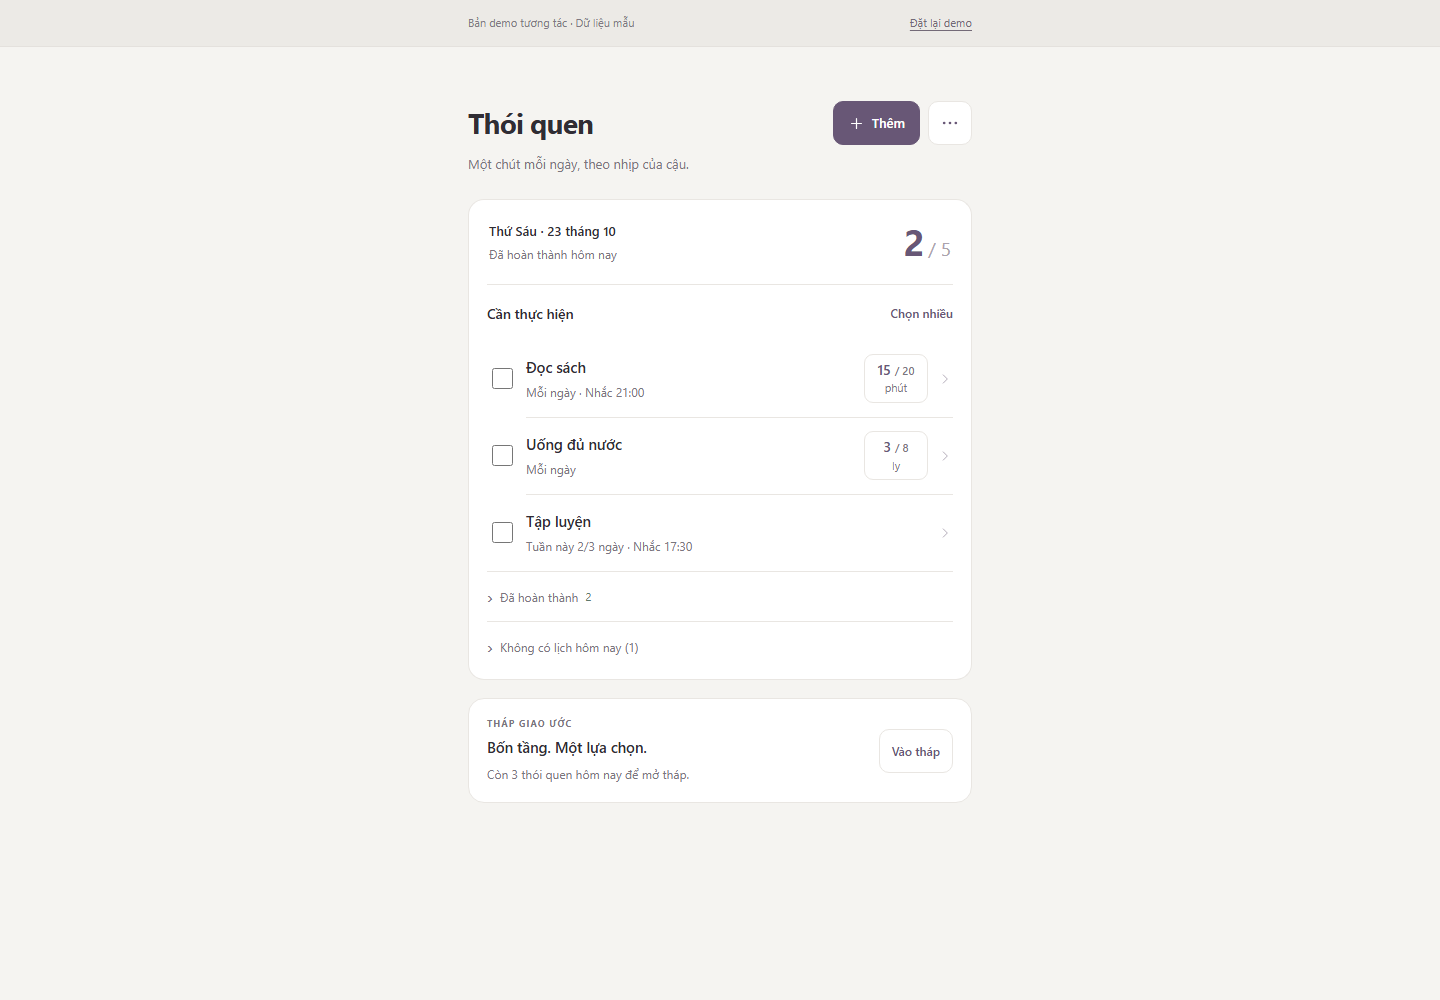 Bản demo tương tác · Dữ liệu mẫu
Đặt lại demo
Thói quen
Thêm
Một chút mỗi ngày, theo nhịp của cậu.
Thứ Sáu · 23 tháng 10
Đã hoàn thành hôm nay
2 / 5
Cần thực hiện
Chọn nhiều
Đọc sách
Mỗi ngày · Nhắc 21:00
15 / 20
phút
Uống đủ nước
Mỗi ngày
3 / 8
ly
Tập luyện
Tuần này 2/3 ngày · Nhắc 17:30
Đã hoàn thành 2
Không có lịch hôm nay (1)
THÁP GIAO ƯỚC
Bốn tầng. Một lựa chọn.
Còn 3 thói quen hôm nay để mở tháp.
Vào tháp